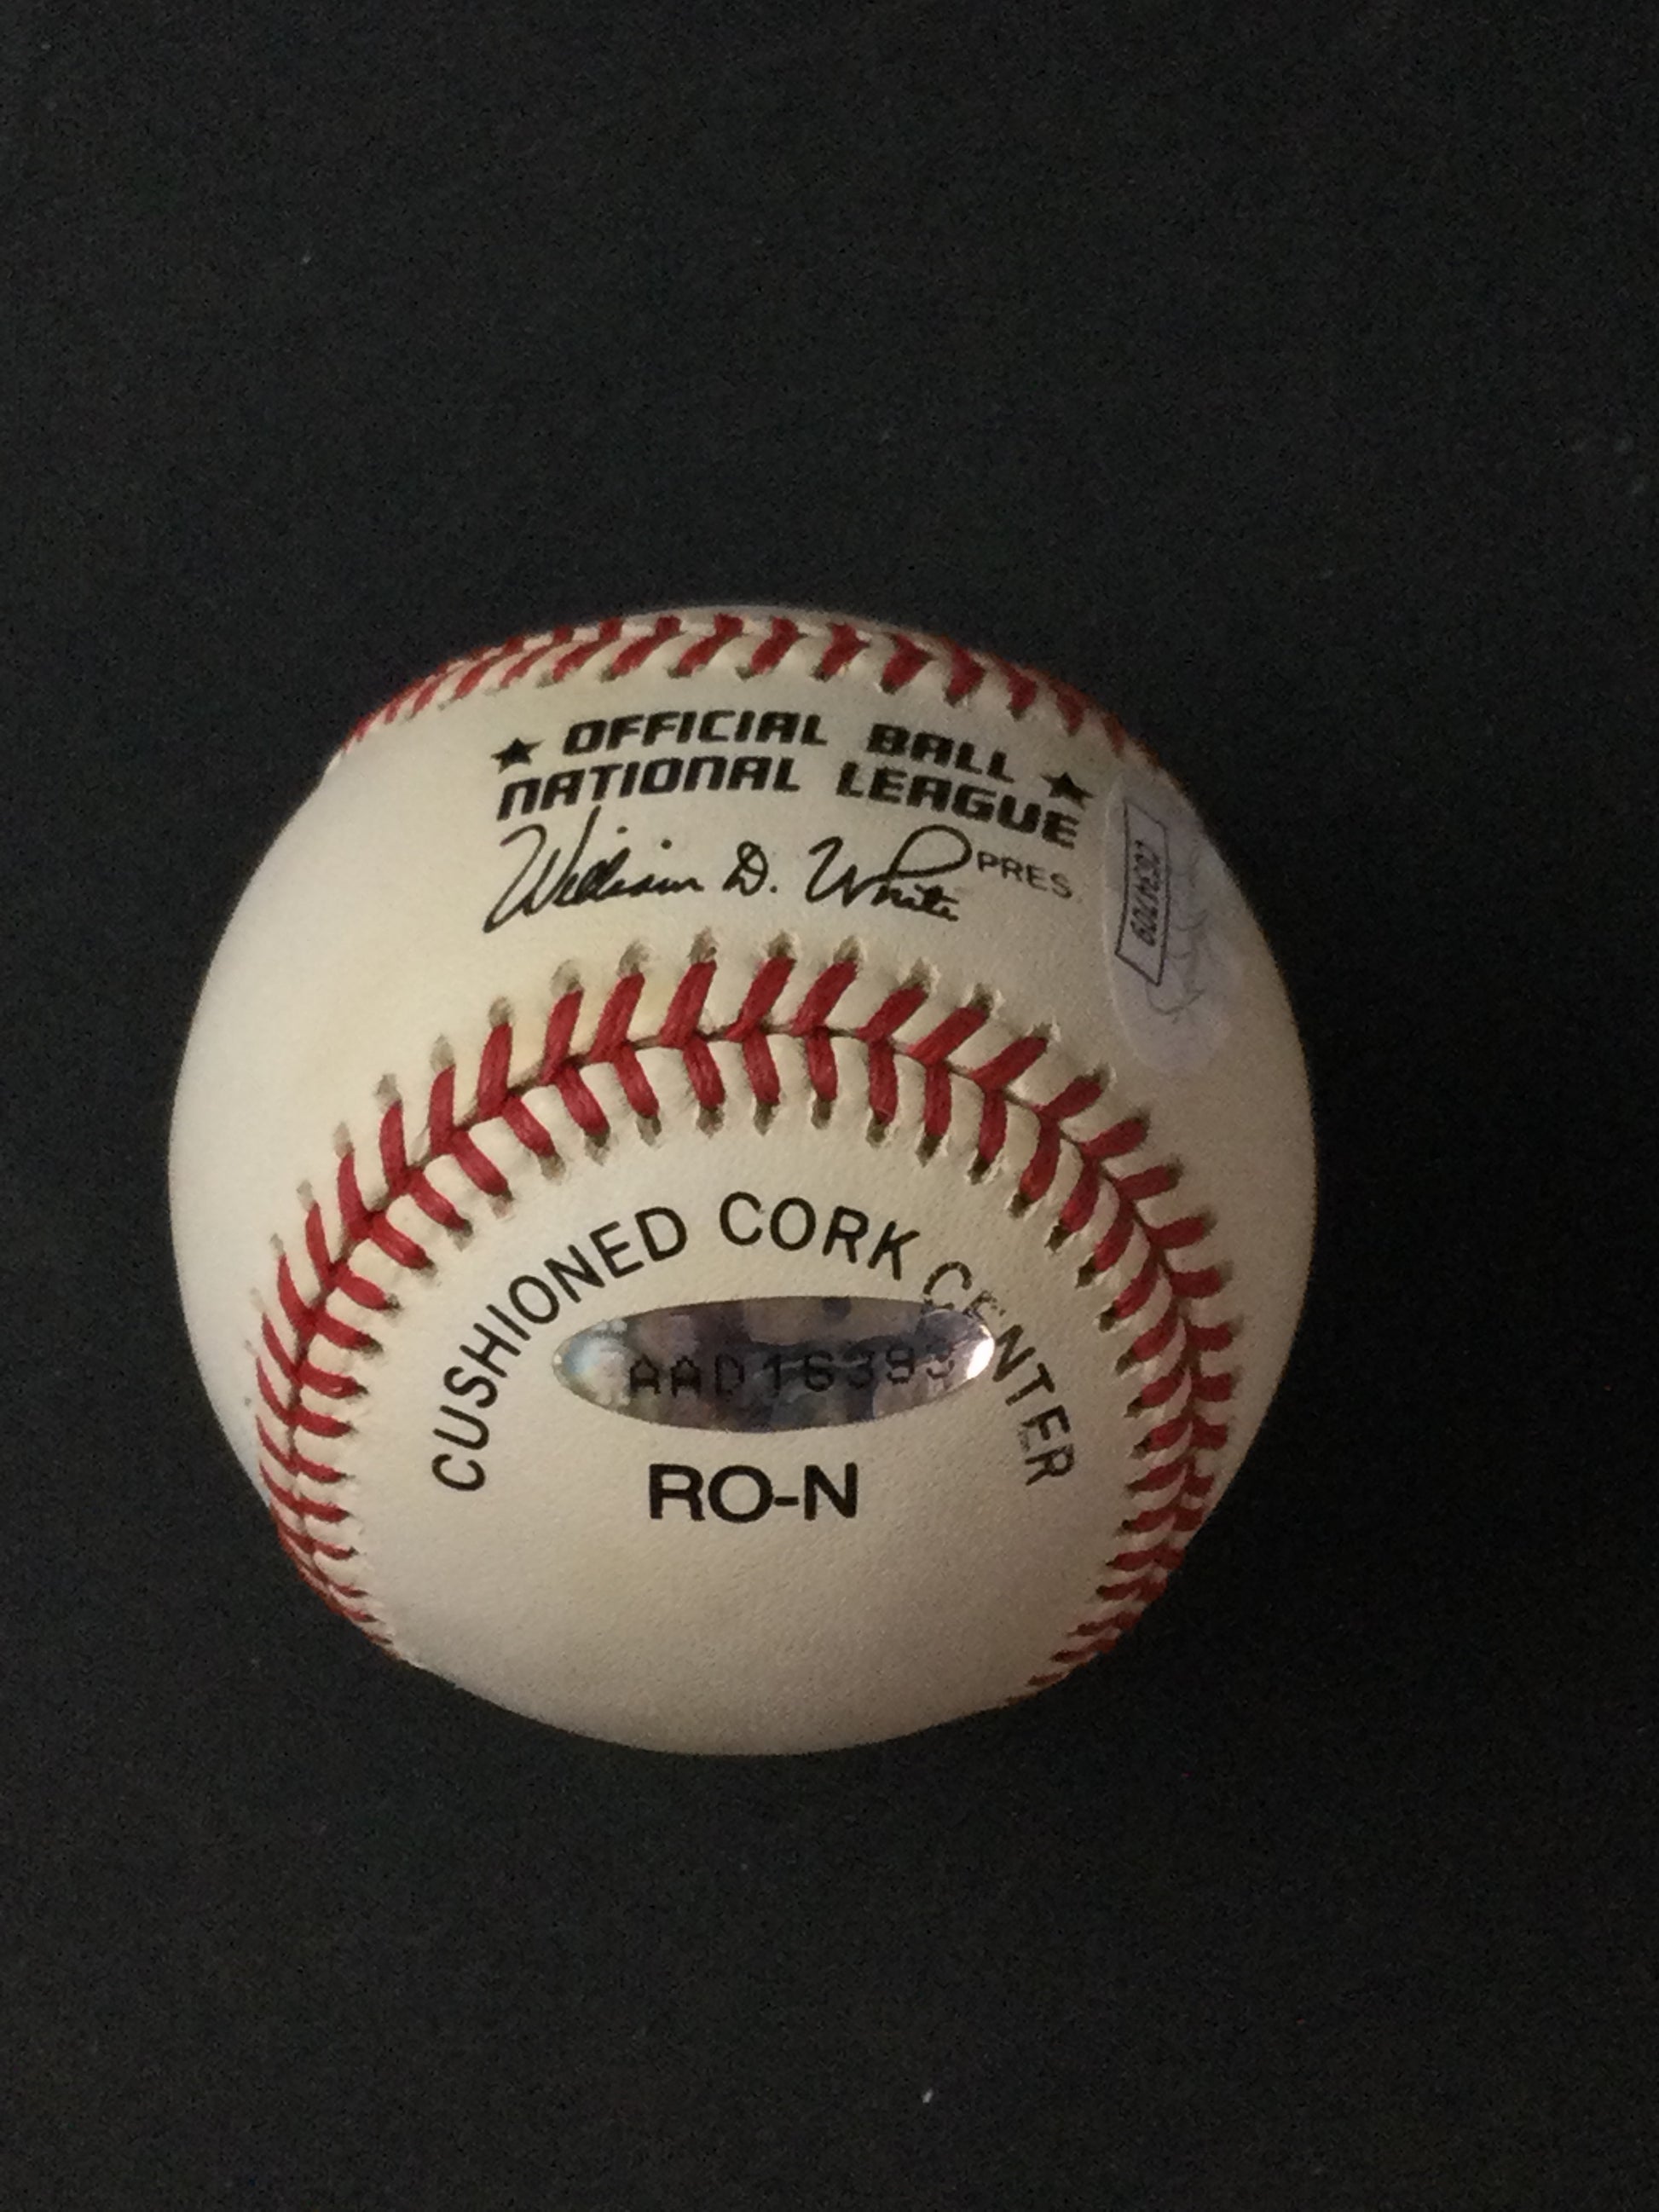 ★ OFFICIAL BALL ★
NATIONAL LEAGUE
William D. White PRES
CUSHIONED CORK CENTER
RO-N